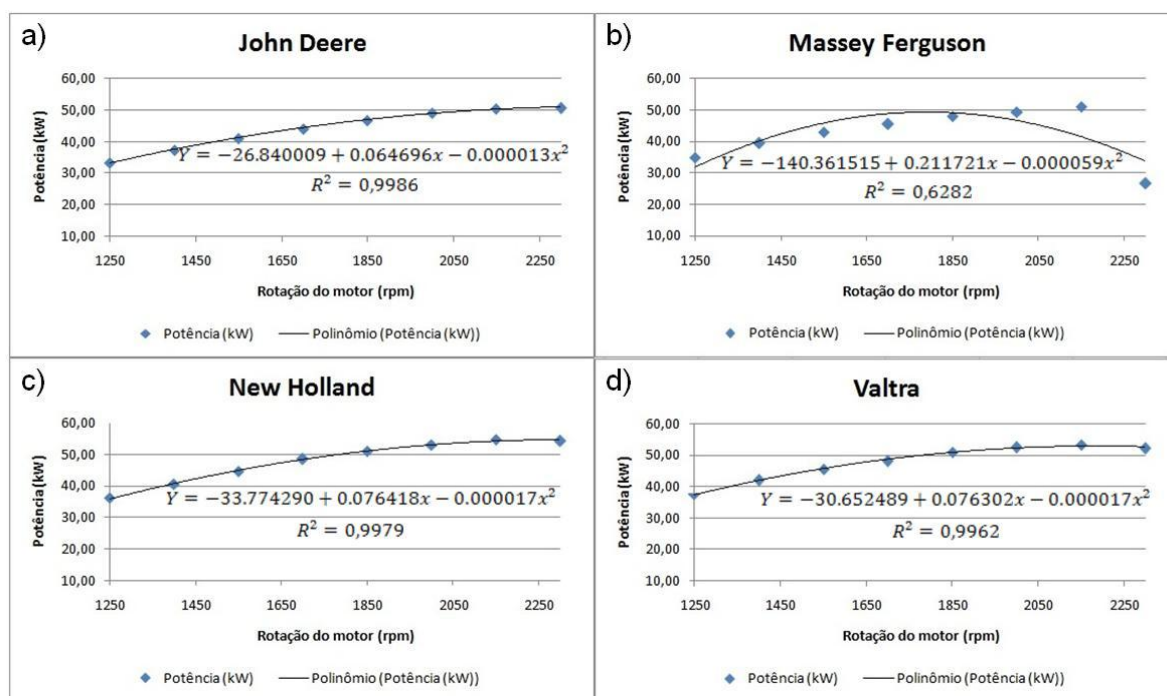 a)
John Deere
Potência (kW)
60,00
50,00
40,00
30,00
20,00
10,00
Y = −26.840009 + 0.064696x − 0.000013x²
R² = 0,9986
1250 1450 1650 1850 2050 2250
Rotação do motor (rpm)
Potência (kW) Polinômio (Potência (kW))
b)
Massey Ferguson
Potência (kW)
60,00
50,00
40,00
30,00
20,00
10,00
Y = −140.361515 + 0.211721x − 0.000059x²
R² = 0,6282
1250 1450 1650 1850 2050 2250
Rotação do motor (rpm)
Potência (kW) Polinômio (Potência (kW))
c)
New Holland
Potência (kW)
60,00
50,00
40,00
30,00
20,00
10,00
Y = −33.774290 + 0.076418x − 0.000017x²
R² = 0,9979
1250 1450 1650 1850 2050 2250
Rotação do motor (rpm)
Potência (kW) Polinômio (Potência (kW))
d)
Valtra
Potência (kW)
60,00
50,00
40,00
30,00
20,00
10,00
Y = −30.652489 + 0.076302x − 0.000017x²
R² = 0,9962
1250 1450 1650 1850 2050 2250
Rotação do motor (rpm)
Potência (kW) Polinômio (Potência (kW))